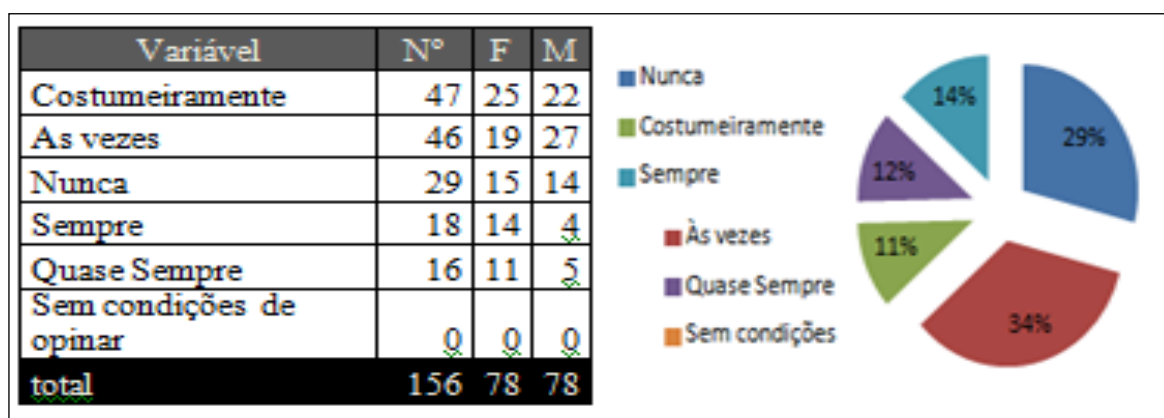 Variável Nº F M
Costumeiramente 47 25 22
As vezes 46 19 27
Nunca 29 15 14
Sempre 18 14 4
Quase Sempre 16 11 5
Sem condições de
opinar 0 0 0
total 156 78 78
Nunca
Costumeiramente
Sempre
Às vezes
Quase Sempre
Sem condições
14%
29%
12%
11%
34%